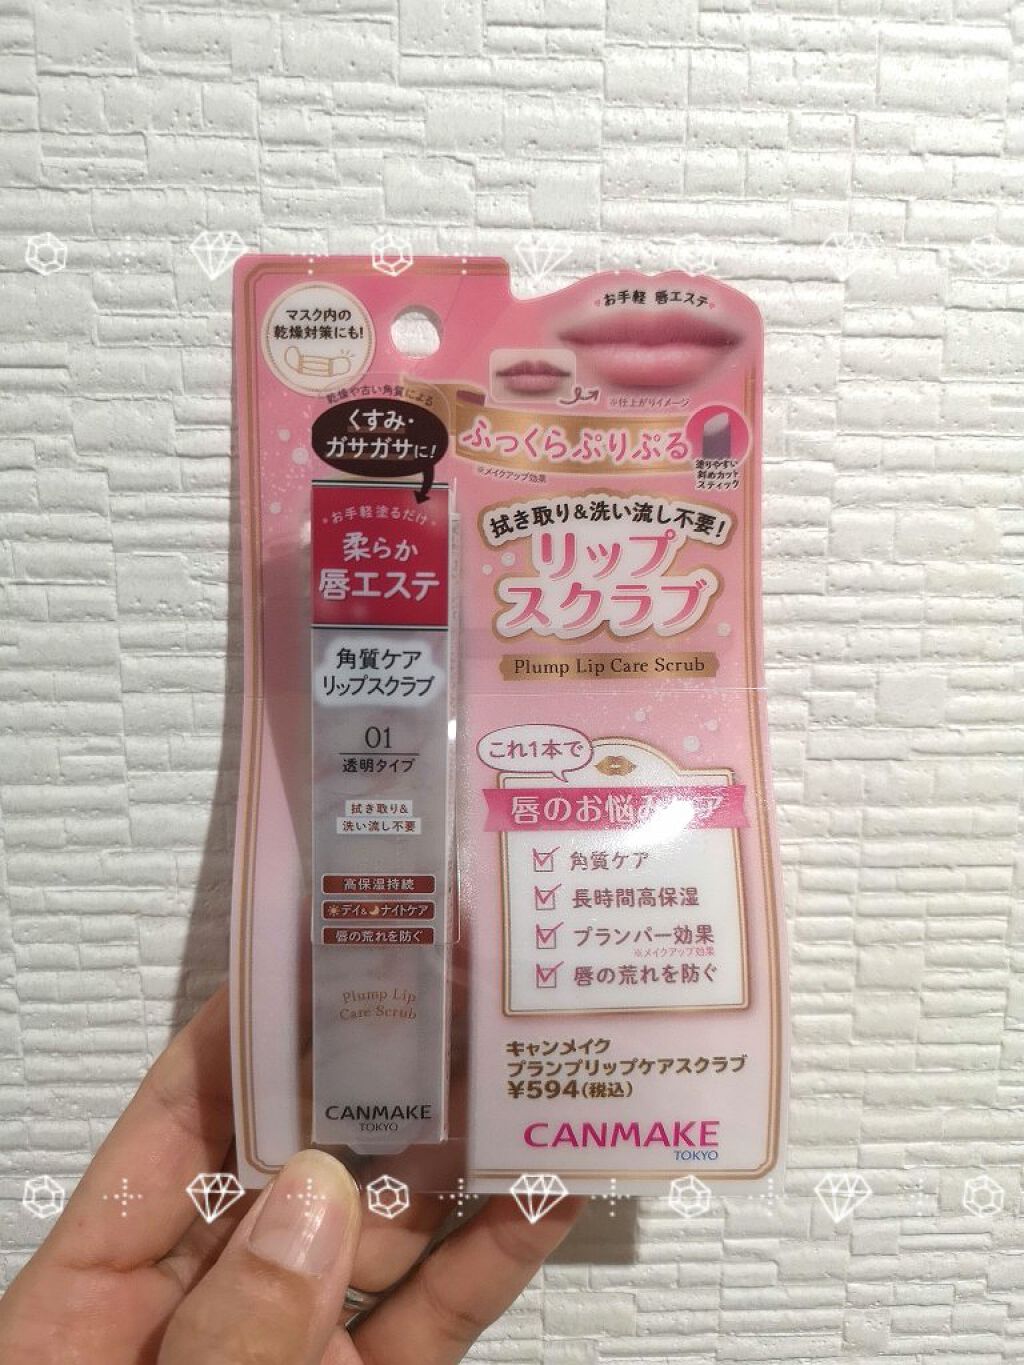 マスク内の
乾燥対策にも!
お手軽 唇エステ
※仕上がりイメージ
乾燥や古い角質による
くすみ・
ガサガサに!
ふっくらぷりぷる
※メイクアップ効果
塗りやすい
斜めカット
スティック
お手軽塗るだけ
柔らか
唇エステ
拭き取り&洗い流し不要!
リップ
スクラブ
Plump Lip Care Scrub
角質ケア
リップスクラブ
01
透明タイプ
拭き取り&
洗い流し不要
高保湿持続
デイ&ナイトケア
唇の荒れを防ぐ
Plump Lip
Care Scrub
CANMAKE
TOKYO
これ1本で
唇のお悩みケア
角質ケア
長時間高保湿
プランパー効果
※メイクアップ効果
唇の荒れを防ぐ
キャンメイク
プランプリップケアスクラブ
¥594(税込)
CANMAKE
TOKYO